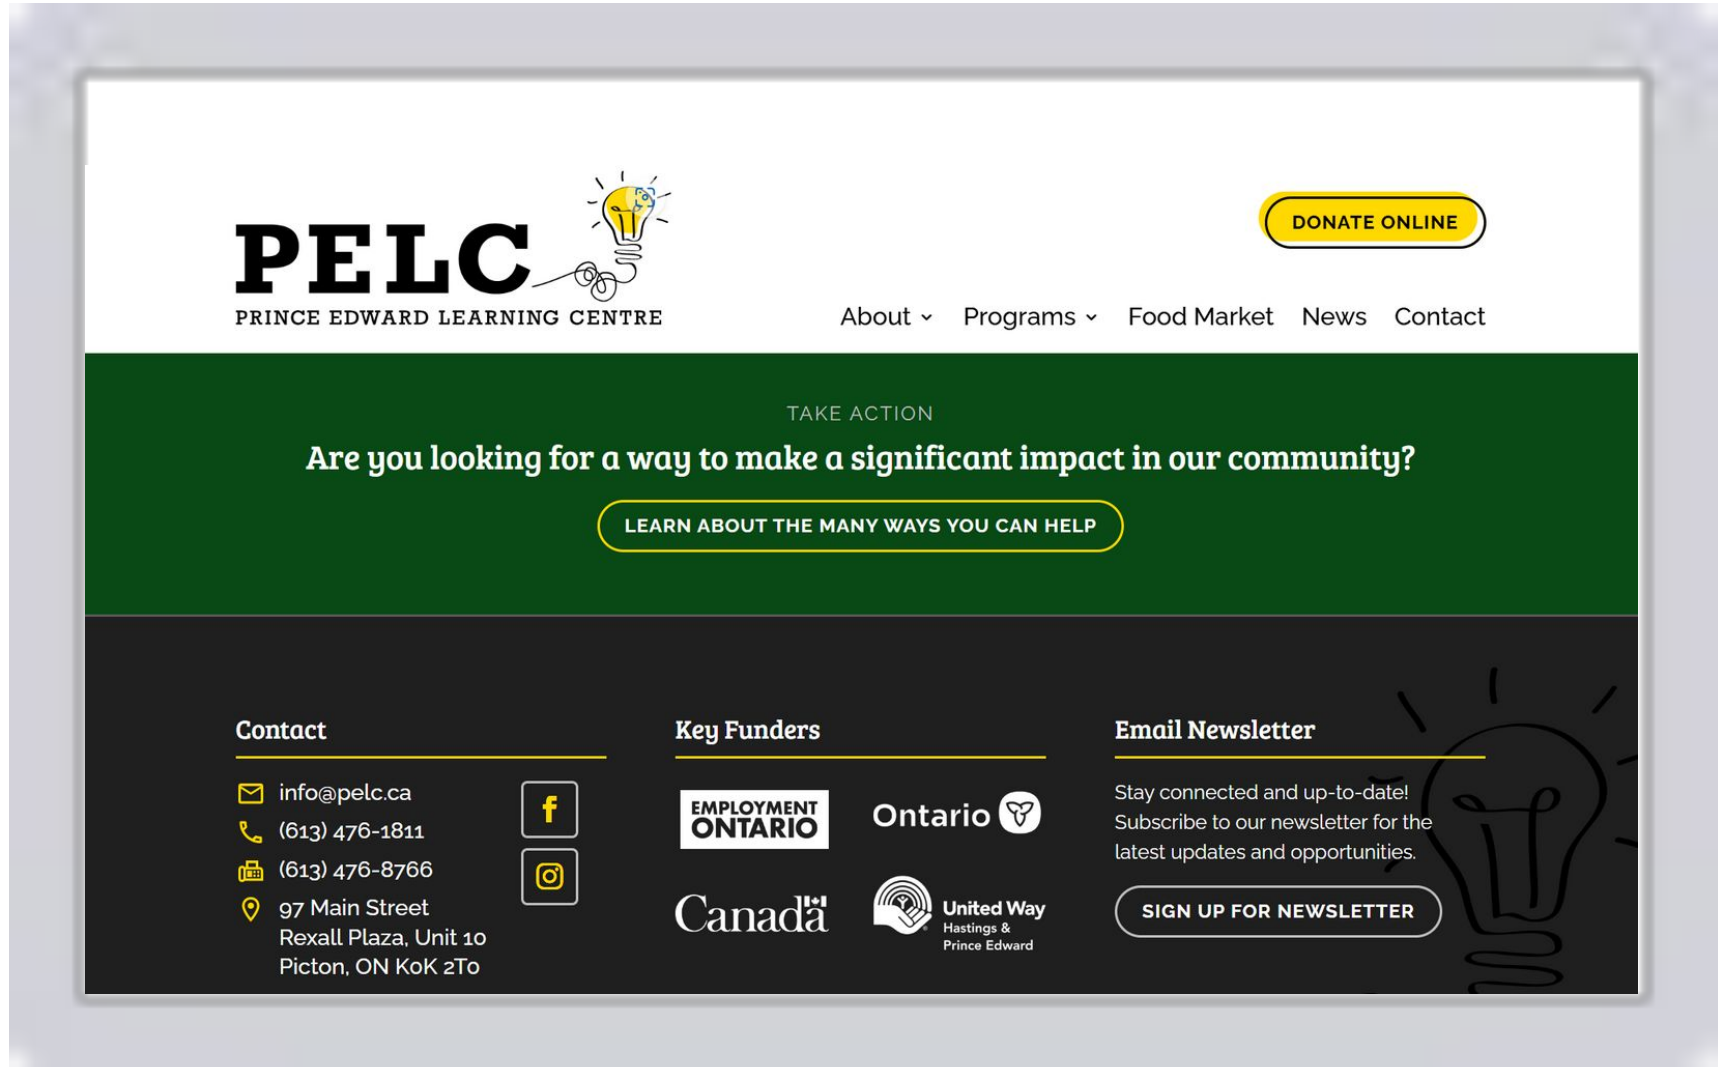 PELC
PRINCE EDWARD LEARNING CENTRE
DONATE ONLINE
About
Programs
Food Market
News
Contact
TAKE ACTION
Are you looking for a way to make a significant impact in our community?
LEARN ABOUT THE MANY WAYS YOU CAN HELP
Contact
info@pelc.ca
(613) 476-1811
(613) 476-8766
97 Main Street
Rexall Plaza, Unit 10
Picton, ON K0K 2T0
Key Funders
EMPLOYMENT
ONTARIO
Ontario
Canada
United Way
Hastings &
Prince Edward
Email Newsletter
Stay connected and up-to-date!
Subscribe to our newsletter for the
latest updates and opportunities.
SIGN UP FOR NEWSLETTER